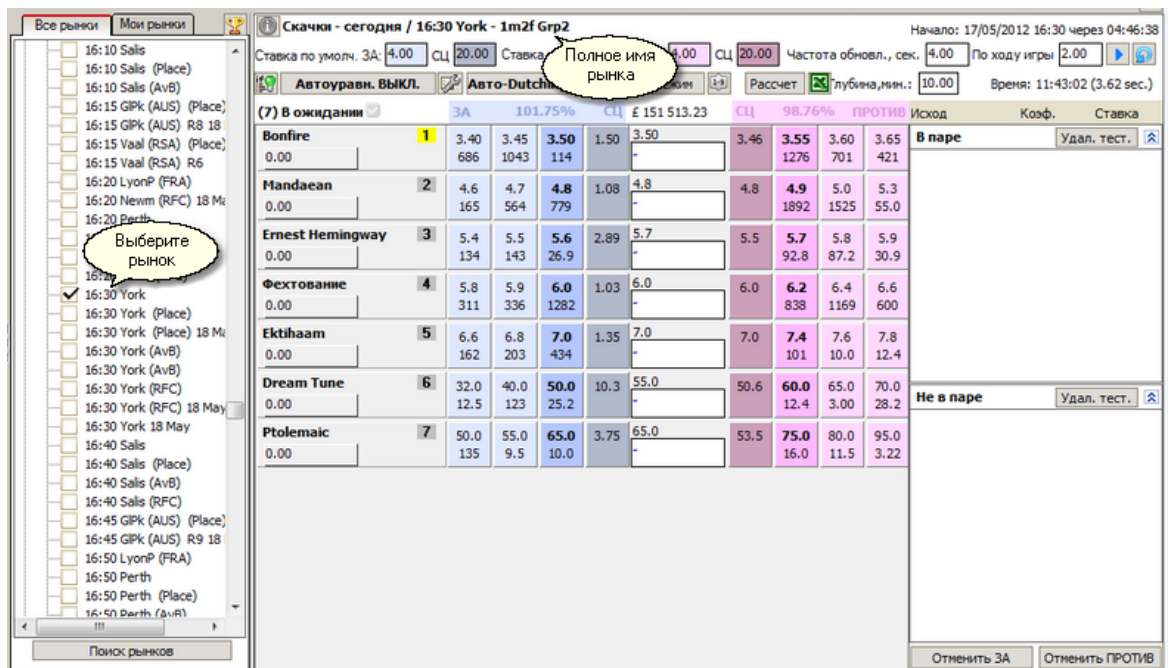 Все рынки Мои рынки
16:10 Salis
16:10 Salis (Place)
16:10 Salis (AvB)
16:15 GlPk (AUS) (Place)
16:15 GlPk (AUS) R8 18
16:15 Vaal (RSA) (Place)
16:15 Vaal (RSA) R6
16:20 LyonP (FRA)
16:20 Newm (RFC) 18 Ma
16:20 Perth
Выберите
рынок
16:30 York
16:30 York (Place)
16:30 York (Place) 18 Ma
16:30 York (AvB)
16:30 York (AvB)
16:30 York (RFC)
16:30 York (RFC) 18 May
16:30 York 18 May
16:40 Salis
16:40 Salis (Place)
16:40 Salis (AvB)
16:40 Salis (RFC)
16:45 GlPk (AUS) (Place)
16:45 GlPk (AUS) R9 18
16:50 LyonP (FRA)
16:50 Perth
16:50 Perth (Place)
16:50 Perth (AvB)
Поиск рынков
Скачки - сегодня / 16:30 York - 1m2f Grp2
Начало: 17/05/2012 16:30 через 04:46:38
Ставка по умолч. ЗА: 4.00 СЦ 20.00 Ставка 4.00 СЦ 20.00 Частота обновл., сек. 4.00 По ходу игры 2.00
Полное имя
рынка
Автоуравн. ВЫКЛ. Авто-Dutch Рассчет Глубина,мин.: 10.00 Время: 11:43:02 (3.62 sec.)
(7) В ожидании ЗА 101.75% СЦ £ 151 513.23 СЦ 98.76% ПРОТИВ Исход Коэф. Ставка
Bonfire 1 3.40 3.45 3.50 1.50 3.50 3.46 3.55 3.60 3.65
0.00 686 1043 114 - 1276 701 421
Mandaean 2 4.6 4.7 4.8 1.08 4.8 4.8 4.9 5.0 5.3
0.00 165 564 779 - 1892 1525 55.0
Ernest Hemingway 3 5.4 5.5 5.6 2.89 5.7 5.5 5.7 5.8 5.9
0.00 134 143 26.9 - 92.8 87.2 30.9
Фехтование 4 5.8 5.9 6.0 1.03 6.0 6.0 6.2 6.4 6.6
0.00 311 336 1282 - 838 1169 600
Ektihaam 5 6.6 6.8 7.0 1.35 7.0 7.0 7.4 7.6 7.8
0.00 162 203 434 - 101 10.0 12.4
Dream Tune 6 32.0 40.0 50.0 10.3 55.0 50.6 60.0 65.0 70.0
0.00 12.5 123 25.2 - 12.4 3.00 28.2
Ptolemaic 7 50.0 55.0 65.0 3.75 65.0 53.5 75.0 80.0 95.0
0.00 135 9.5 10.0 - 16.0 11.5 3.22
В паре Удал. тест.
Не в паре Удал. тест.
Отменить ЗА Отменить ПРОТИВ